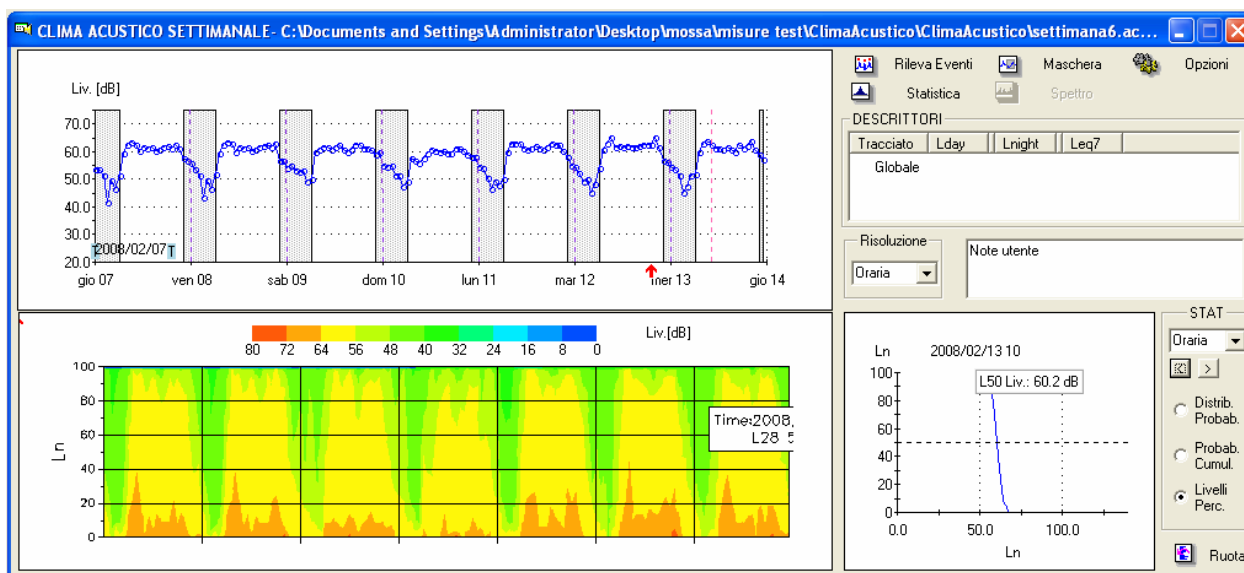 CLIMA ACUSTICO SETTIMANALE- C:\Documents and Settings\Administrator\Desktop\mossa\misure test\ClimaAcustico\ClimaAcustico\settimana6.ac...
Liv. [dB]
70.0
60.0
50.0
40.0
30.0
20.0
T2008/02/07T
gio 07 ven 08 sab 09 dom 10 lun 11 mar 12 mer 13 gio 14
Rileva Eventi Maschera Opzioni
Statistica Spettro
DESCRITTORI
Tracciato Lday Lnight Leq7
Globale
Risoluzione
Oraria
Note utente
Liv.[dB]
80 72 64 56 48 40 32 24 16 8 0
100
80
60
40
20
0
Ln
Time:2008,
L28
Ln 2008/02/13 10
L50 Liv.: 60.2 dB
100
80
60
40
20
0
0.0 50.0 100.0
Ln
STAT
Oraria
>
Distrib.
Probab.
Probab.
Cumul.
Livelli
Perc.
Ruota